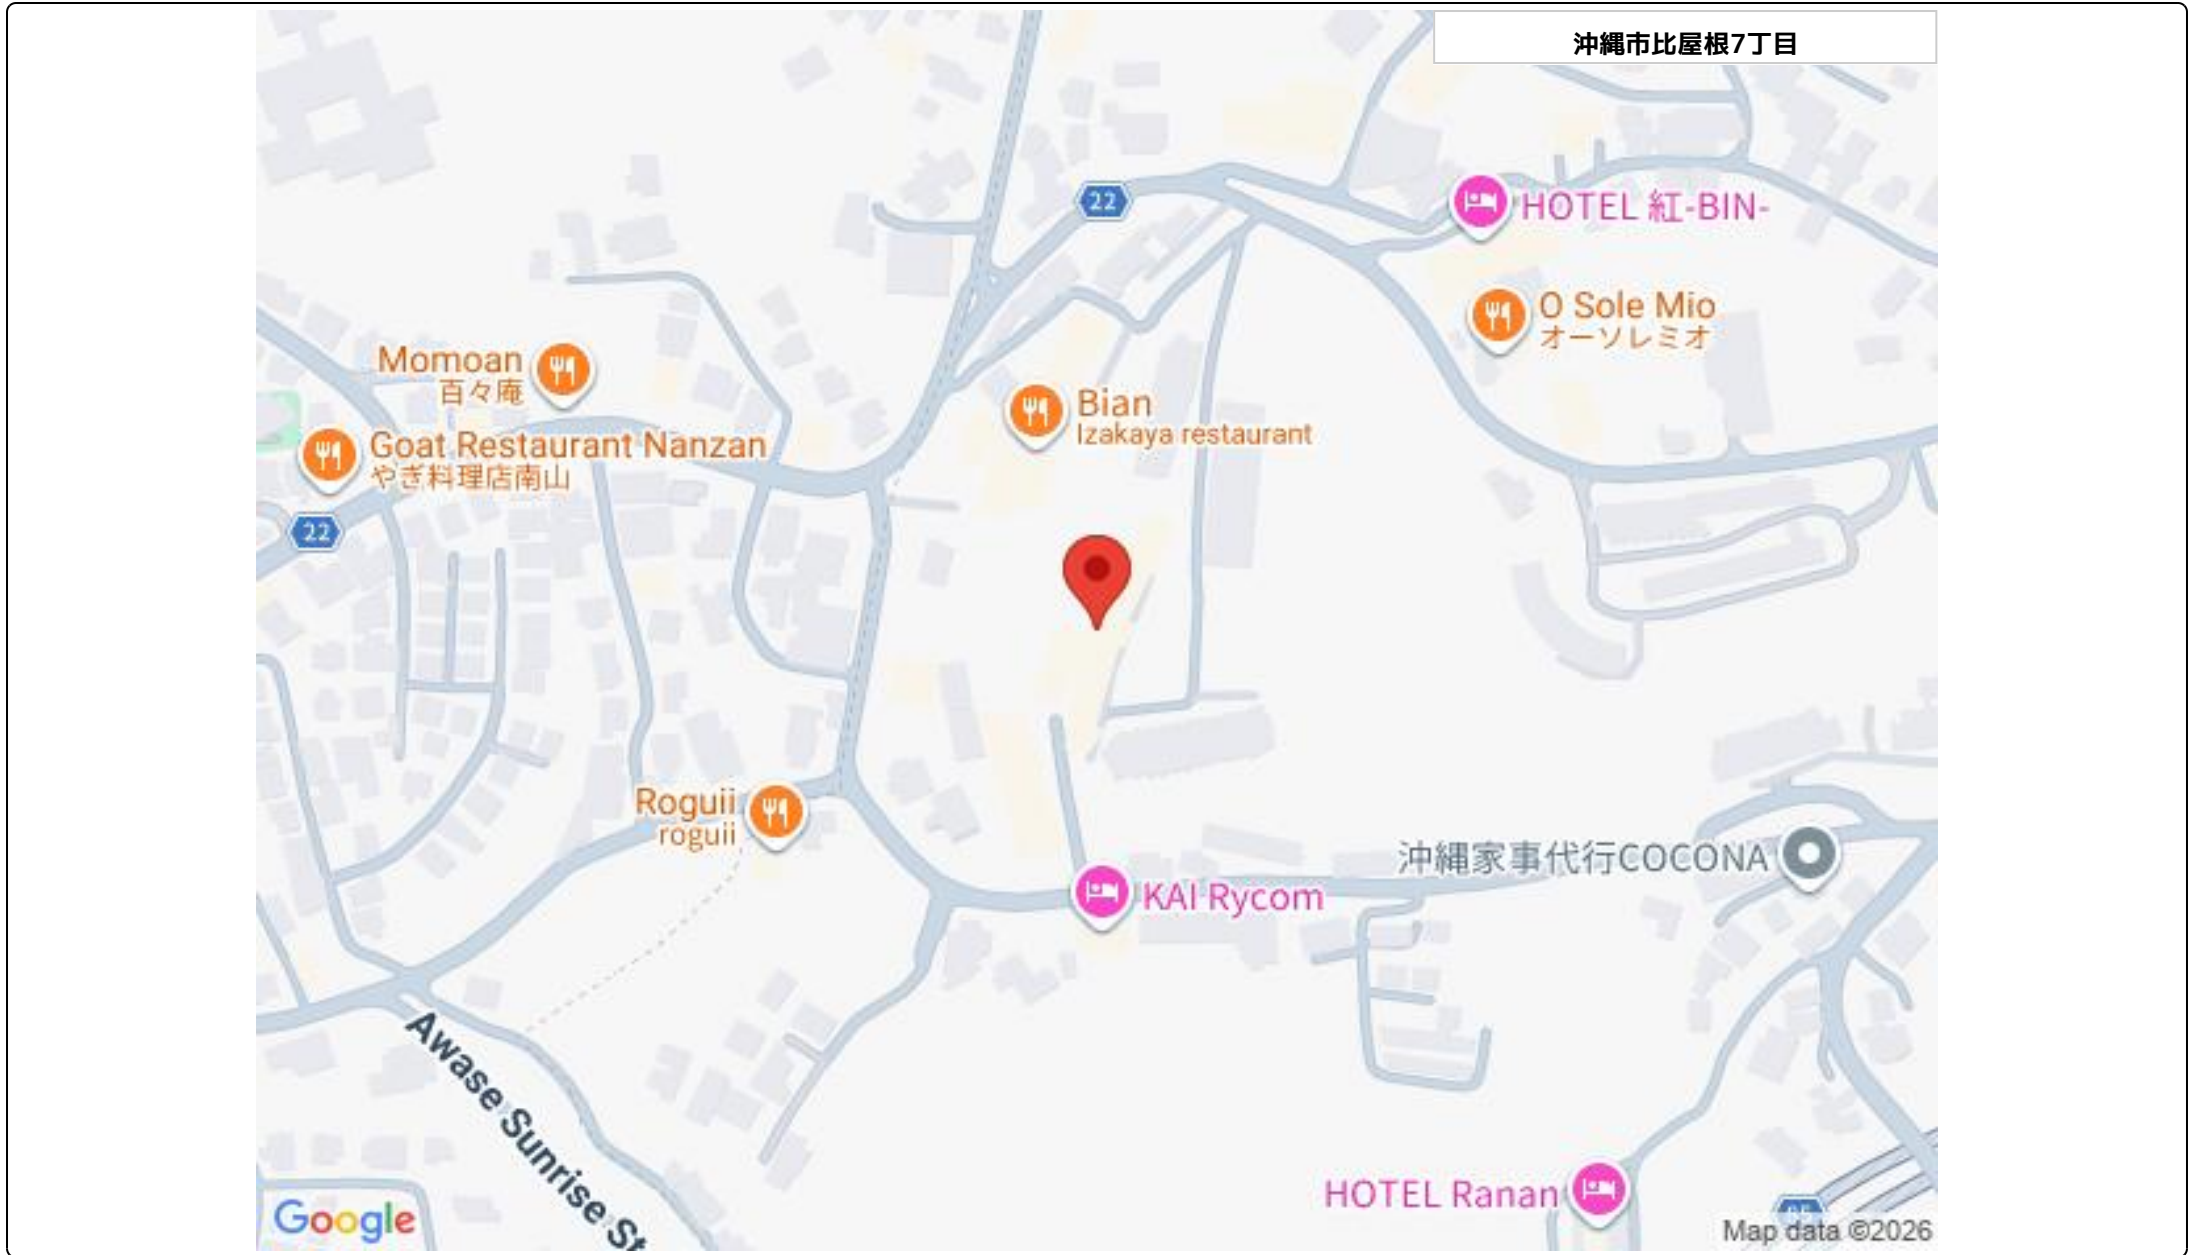 沖縄市比屋根7丁目
22
HOTEL 紅-BIN-
O Sole Mio
オーソレミオ
Momoan
百々庵
Bian
Izakaya restaurant
Goat Restaurant Nanzan
やぎ料理店南山
22
Roguii
roguii
沖縄家事代行COCONA
KAI Rycom
Awase Sunrise St
HOTEL Ranan
Google
Map data ©2026